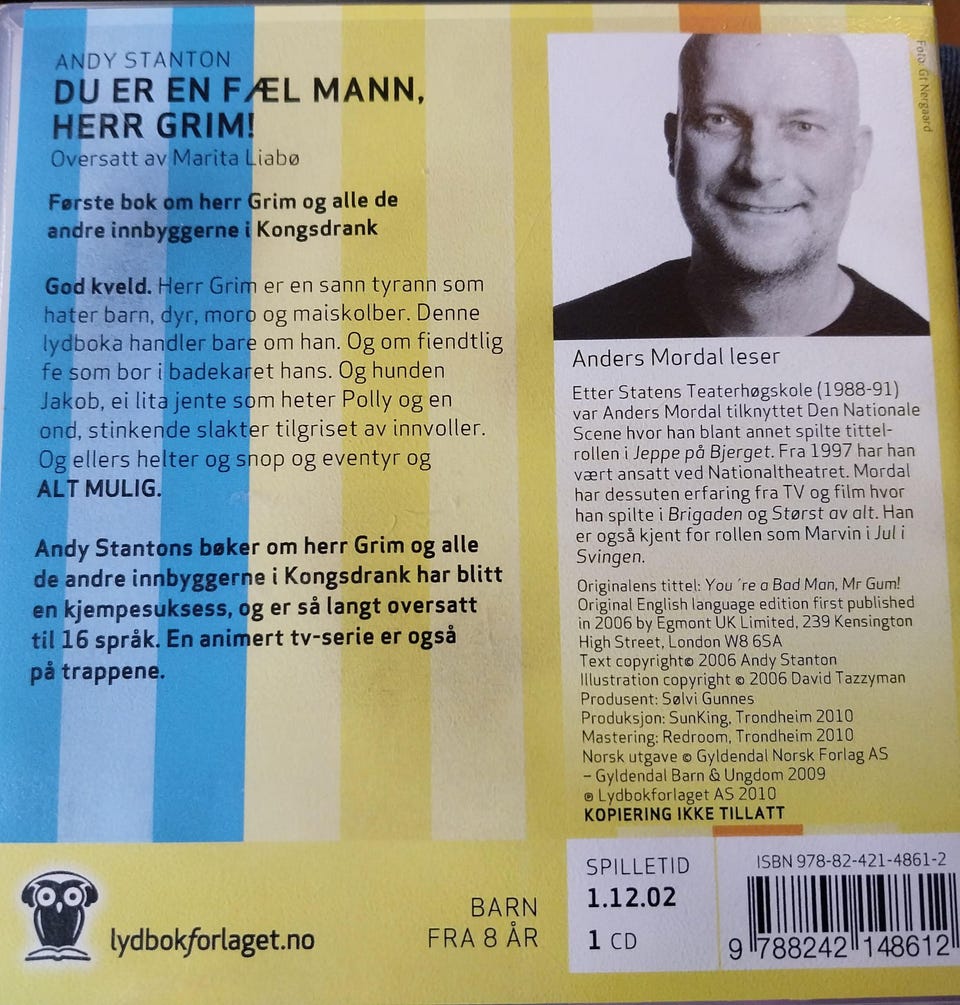 ANDY STANTON
DU ER EN FÆL MANN,
HERR GRIM!
Oversatt av Marita Liabø
Første bok om herr Grim og alle de
andre innbyggerne i Kongsdrank
God kveld. Herr Grim er en sann tyrann som
hater barn, dyr, moro og maiskolber. Denne
lydboka handler bare om han. Og om fiendtlig
fe som bor i badekaret hans. Og hunden
Jakob, ei lita jente som heter Polly og en
ond, stinkende slakter tilgriset av innvoller.
Og ellers helter og snop og eventyr og
ALT MULIG.
Andy Stantons bøker om herr Grim og alle
de andre innbyggerne i Kongsdrank har blitt
en kjempesuksess, og er så langt oversatt
til 16 språk. En animert tv-serie er også
på trappene.
lydbokforlaget.no
BARN
FRA 8 ÅR
Foto: Gt Nergaard
Anders Mordal leser
Etter Statens Teaterhøgskole (1988-91)
var Anders Mordal tilknyttet Den Nationale
Scene hvor han blant annet spilte tittel-
rollen i Jeppe på Bjerget. Fra 1997 har han
vært ansatt ved Nationaltheatret. Mordal
har dessuten erfaring fra TV og film hvor
han spilte i Brigaden og Størst av alt. Han
er også kjent for rollen som Marvin i Jul i
Svingen.
Originalens tittel: You ´re a Bad Man, Mr Gum!
Original English language edition first published
in 2006 by Egmont UK Limited, 239 Kensington
High Street, London W8 6SA
Text copyright© 2006 Andy Stanton
Illustration copyright © 2006 David Tazzyman
Produsent: Sølvi Gunnes
Produksjon: SunKing, Trondheim 2010
Mastering: Redroom, Trondheim 2010
Norsk utgave © Gyldendal Norsk Forlag AS
– Gyldendal Barn & Ungdom 2009
℗ Lydbokforlaget AS 2010
KOPIERING IKKE TILLATT
SPILLETID
1.12.02
1 CD
ISBN 978-82-421-4861-2
9 788242 148612